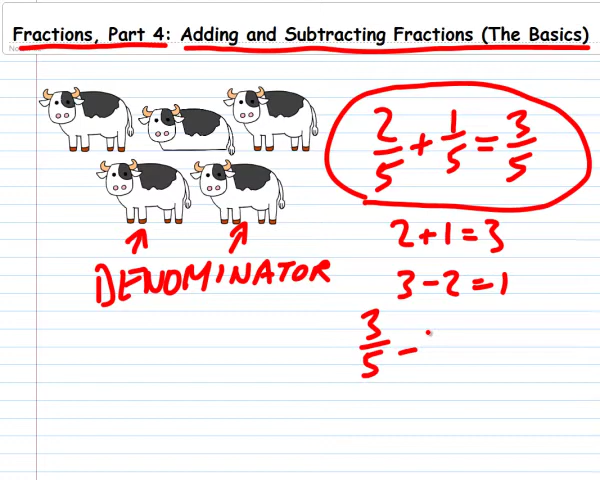 Fractions, Part 4: Adding and Subtracting Fractions (The Basics)
2/5 + 1/5 = 3/5
2+1=3
3-2=1
DENOMINATOR
3/5 -